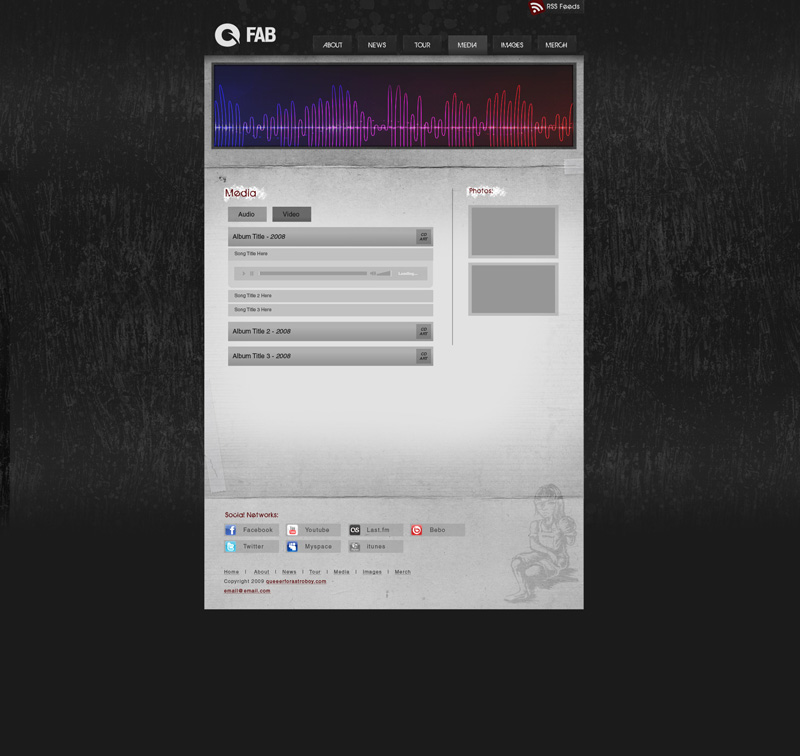 RSS Feeds
FAB
ABOUT NEWS TOUR MEDIA IMAGES MERCH
Media
Photos:
Audio Video
Album Title - 2008 CD ART
Song Title Here
Loading...
Song Title 2 Here
Song Title 3 Here
Album Title 2 - 2008 CD ART
Album Title 3 - 2008 CD ART
Social Networks:
Facebook Youtube Last.fm Bebo
Twitter Myspace itunes
Home | About | News | Tour | Media | Images | Merch
Copyright 2009 queerforastroboy.com
email@email.com